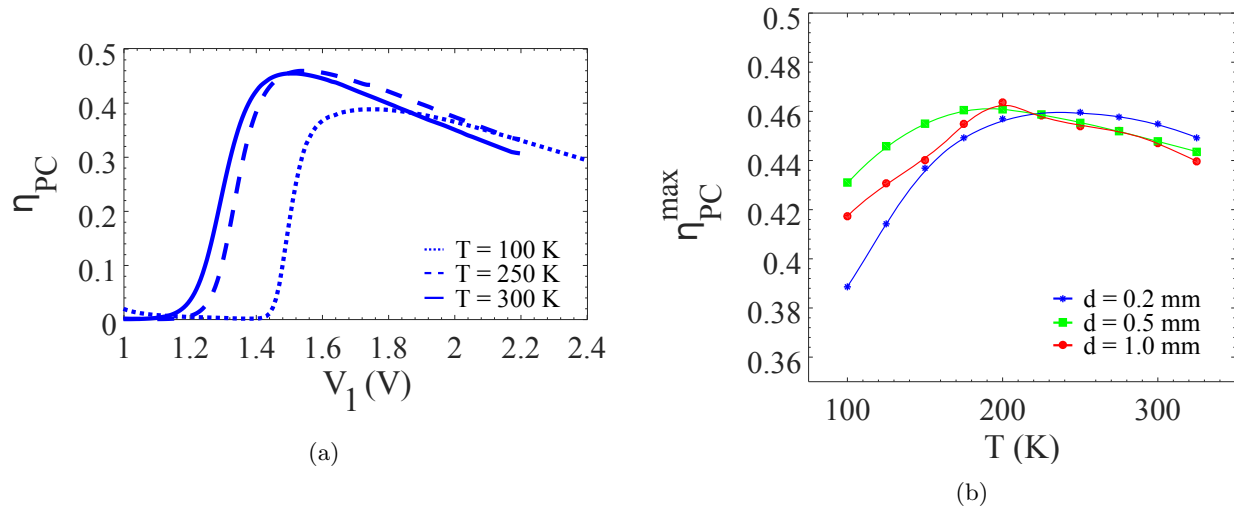 0.5
0.4
0.3
0.2
0.1
0
η_PC
T = 100 K
T = 250 K
T = 300 K
1 1.2 1.4 1.6 1.8 2 2.2 2.4
V_1 (V)
(a)
0.5
0.48
0.46
0.44
0.42
0.4
0.38
0.36
η_PC^max
d = 0.2 mm
d = 0.5 mm
d = 1.0 mm
100 200 300
T (K)
(b)